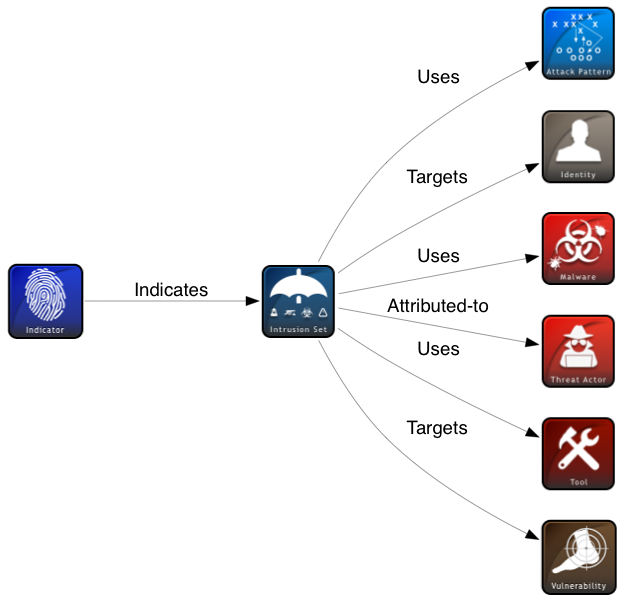 Attack Pattern
Uses
Identity
Targets
Malware
Uses
Indicator
Indicates
Intrusion Set
Attributed-to
Threat Actor
Uses
Tool
Targets
Vulnerability